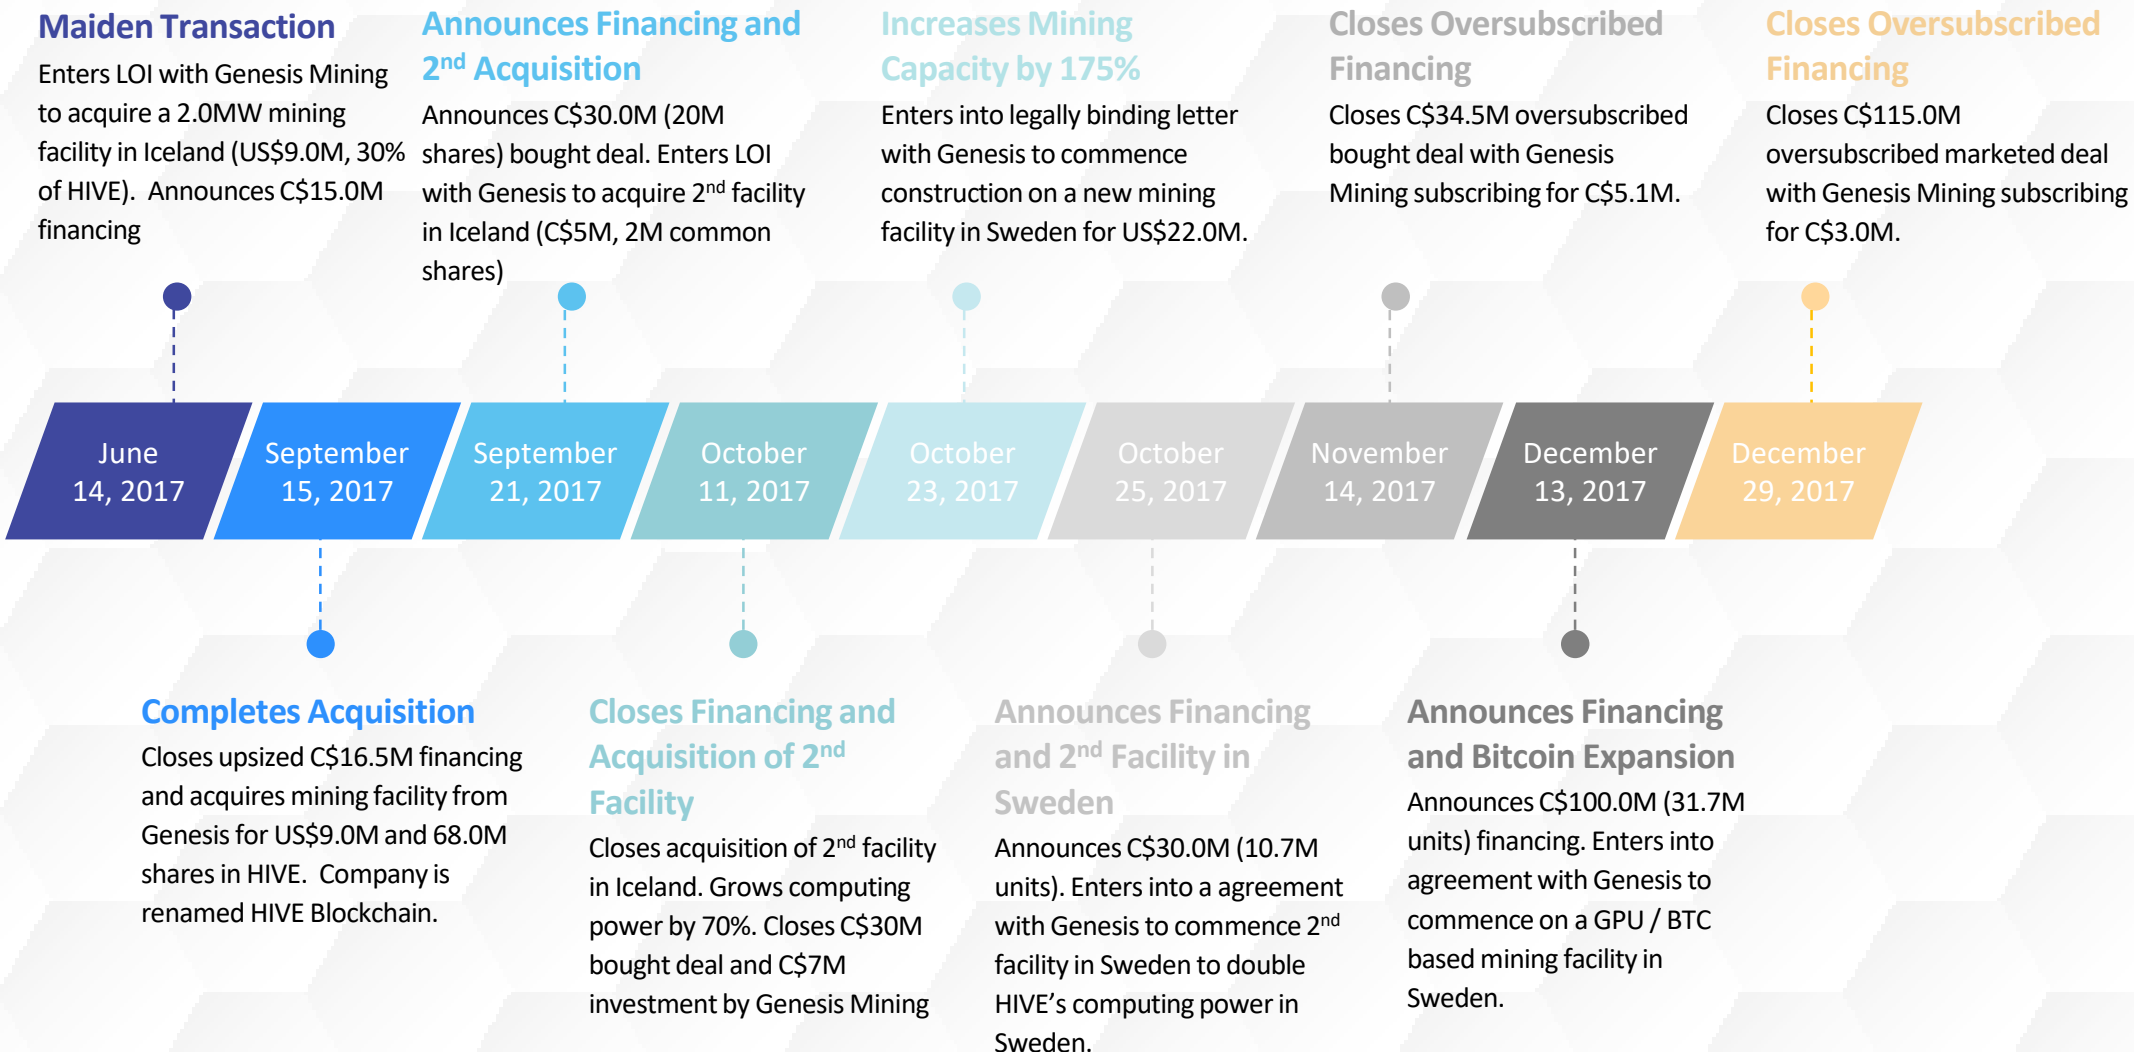 Maiden Transaction
Enters LOI with Genesis Mining
to acquire a 2.0MW mining
facility in Iceland (US$9.0M, 30%
of HIVE).  Announces C$15.0M
financing
Announces Financing and
2nd Acquisition
Announces C$30.0M (20M
shares) bought deal. Enters LOI
with Genesis to acquire 2nd facility
in Iceland (C$5M, 2M common
shares)
Increases Mining
Capacity by 175%
Enters into legally binding letter
with Genesis to commence
construction on a new mining
facility in Sweden for US$22.0M.
Closes Oversubscribed
Financing
Closes C$34.5M oversubscribed
bought deal with Genesis
Mining subscribing for C$5.1M.
Closes Oversubscribed
Financing
Closes C$115.0M
oversubscribed marketed deal
with Genesis Mining subscribing
for C$3.0M.
June
14, 2017
September
15, 2017
September
21, 2017
October
11, 2017
October
23, 2017
October
25, 2017
November
14, 2017
December
13, 2017
December
29, 2017
Completes Acquisition
Closes upsized C$16.5M financing
and acquires mining facility from
Genesis for US$9.0M and 68.0M
shares in HIVE.  Company is
renamed HIVE Blockchain.
Closes Financing and
Acquisition of 2nd
Facility
Closes acquisition of 2nd facility
in Iceland. Grows computing
power by 70%. Closes C$30M
bought deal and C$7M
investment by Genesis Mining
Announces Financing
and 2nd Facility in
Sweden
Announces C$30.0M (10.7M
units). Enters into a agreement
with Genesis to commence 2nd
facility in Sweden to double
HIVE’s computing power in
Sweden.
Announces Financing
and Bitcoin Expansion
Announces C$100.0M (31.7M
units) financing. Enters into
agreement with Genesis to
commence on a GPU / BTC
based mining facility in
Sweden.